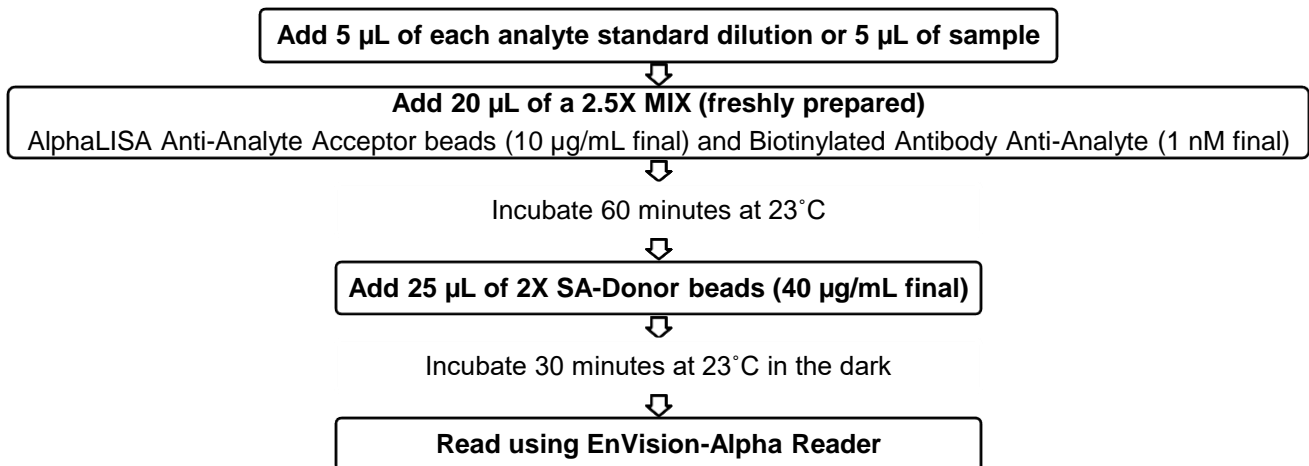 Add 5 µL of each analyte standard dilution or 5 µL of sample
Add 20 µL of a 2.5X MIX (freshly prepared)
AlphaLISA Anti-Analyte Acceptor beads (10 µg/mL final) and Biotinylated Antibody Anti-Analyte (1 nM final)
Incubate 60 minutes at 23˚C
Add 25 µL of 2X SA-Donor beads (40 µg/mL final)
Incubate 30 minutes at 23˚C in the dark
Read using EnVision-Alpha Reader